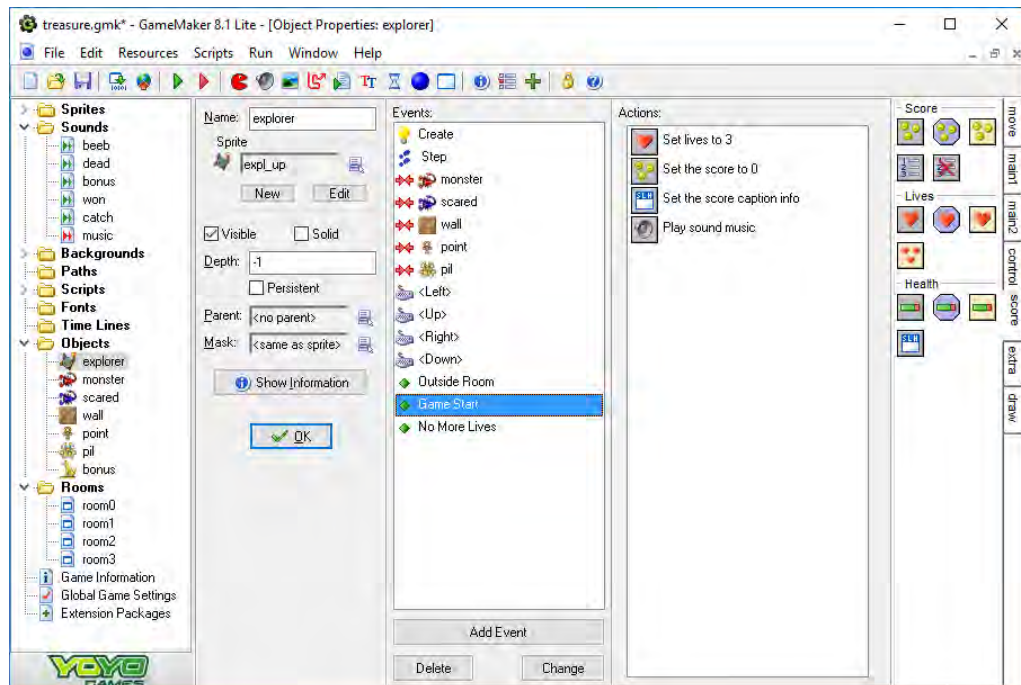 treasure.gmk* - GameMaker 8.1 Lite - [Object Properties: explorer]
File Edit Resources Scripts Run Window Help
Sprites
Sounds
beeb
dead
bonus
won
catch
music
Backgrounds
Paths
Scripts
Fonts
Time Lines
Objects
explorer
monster
scared
wall
point
pil
bonus
Rooms
room0
room1
room2
room3
Game Information
Global Game Settings
Extension Packages
YOYO
GAMES
Name: explorer
Sprite
expl_up
New Edit
Visible Solid
Depth: -1
Persistent
Parent: <no parent>
Mask: <same as sprite>
Show Information
OK
Events:
Create
Step
monster
scared
wall
point
pil
<Left>
<Up>
<Right>
<Down>
Outside Room
Game Start
No More Lives
Add Event
Delete Change
Actions:
Set lives to 3
Set the score to 0
Set the score caption info
Play sound music
Score
Lives
Health
move
main1
main2
control
score
extra
draw